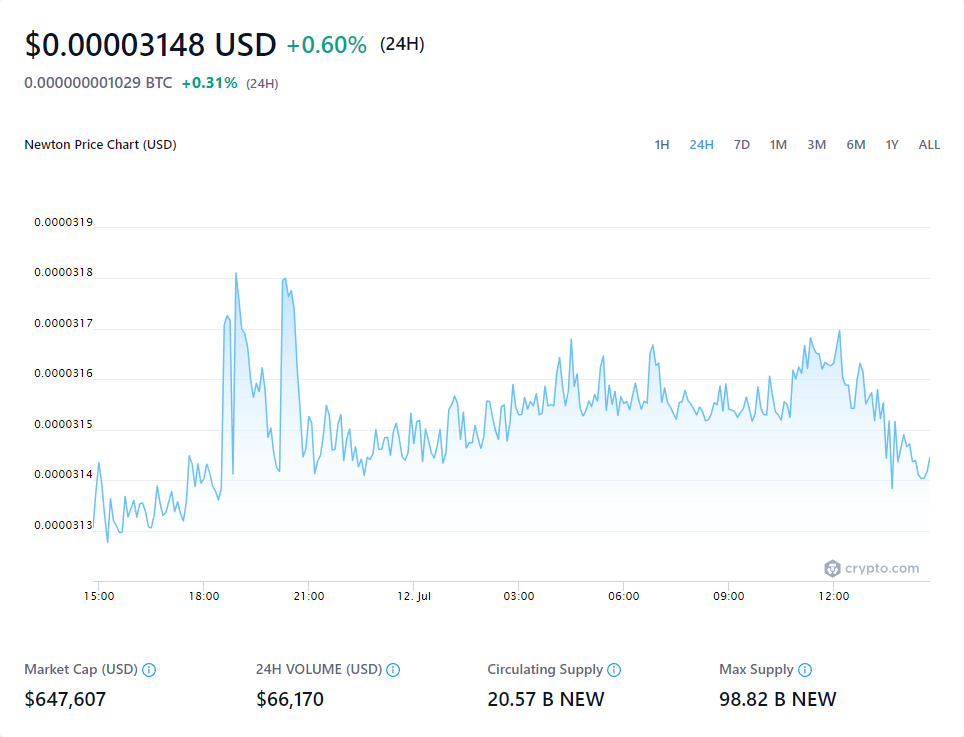 $0.00003148 USD +0.60% (24H)
0.000000001029 BTC +0.31% (24H)
Newton Price Chart (USD) 1H 24H 7D 1M 3M 6M 1Y ALL
0.0000319
0.0000318
0.0000317
0.0000316
0.0000315
0.0000314
0.0000313
crypto.com
15:00 18:00 21:00 12. Jul 03:00 06:00 09:00 12:00
Market Cap (USD) 24H VOLUME (USD) Circulating Supply Max Supply
$647,607 $66,170 20.57 B NEW 98.82 B NEW